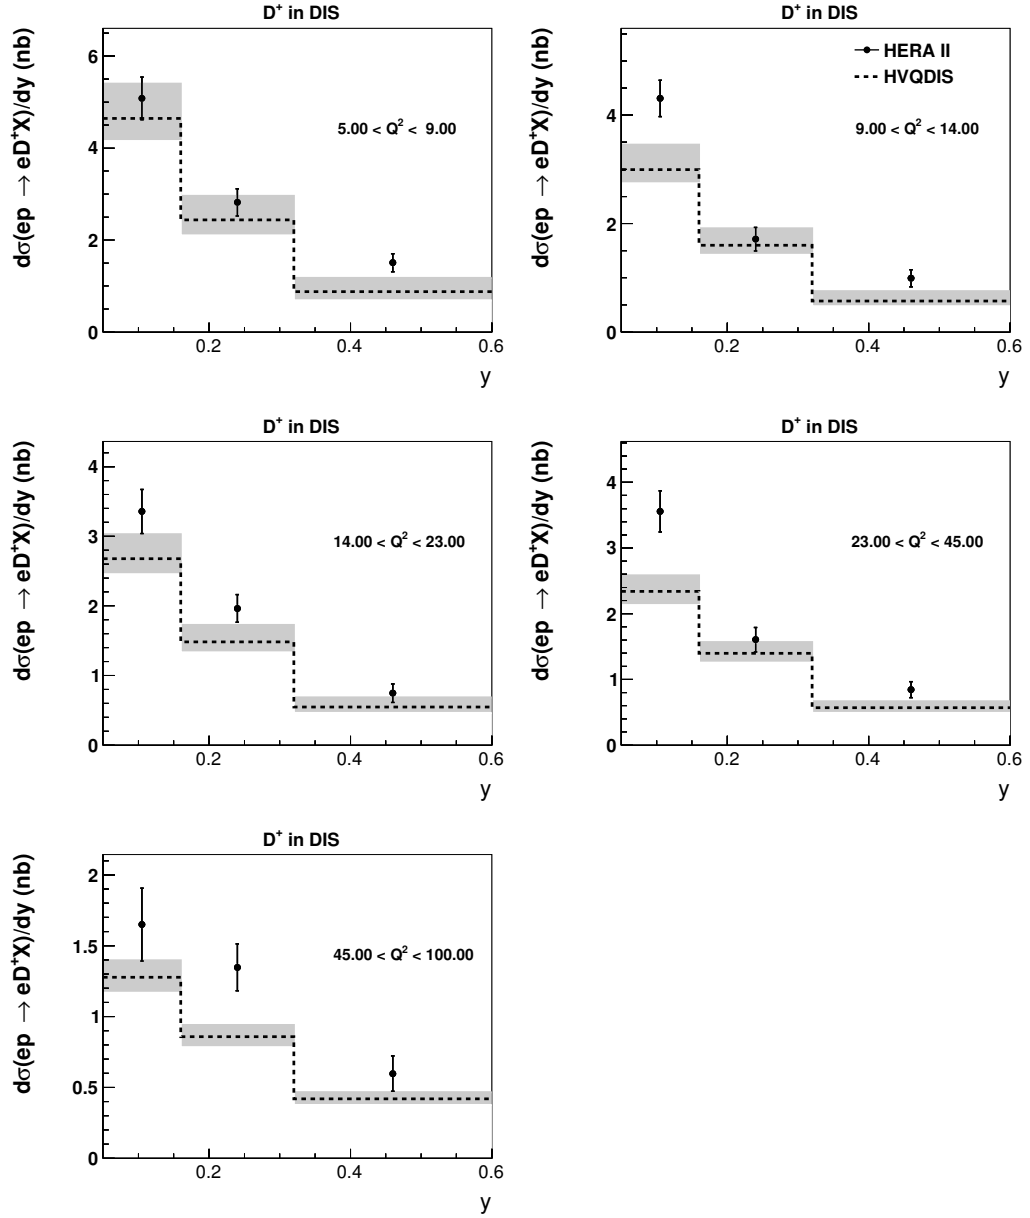 D⁺ in DIS
dσ(ep → eD⁺X)/dy (nb)
6
4
2
0
5.00 < Q² < 9.00
0.2 0.4 0.6
y
D⁺ in DIS
dσ(ep → eD⁺X)/dy (nb)
4
2
0
HERA II
HVQDIS
9.00 < Q² < 14.00
0.2 0.4 0.6
y
D⁺ in DIS
dσ(ep → eD⁺X)/dy (nb)
4
3
2
1
0
14.00 < Q² < 23.00
0.2 0.4 0.6
y
D⁺ in DIS
dσ(ep → eD⁺X)/dy (nb)
4
3
2
1
0
23.00 < Q² < 45.00
0.2 0.4 0.6
y
D⁺ in DIS
dσ(ep → eD⁺X)/dy (nb)
2
1.5
1
0.5
0
45.00 < Q² < 100.00
0.2 0.4 0.6
y